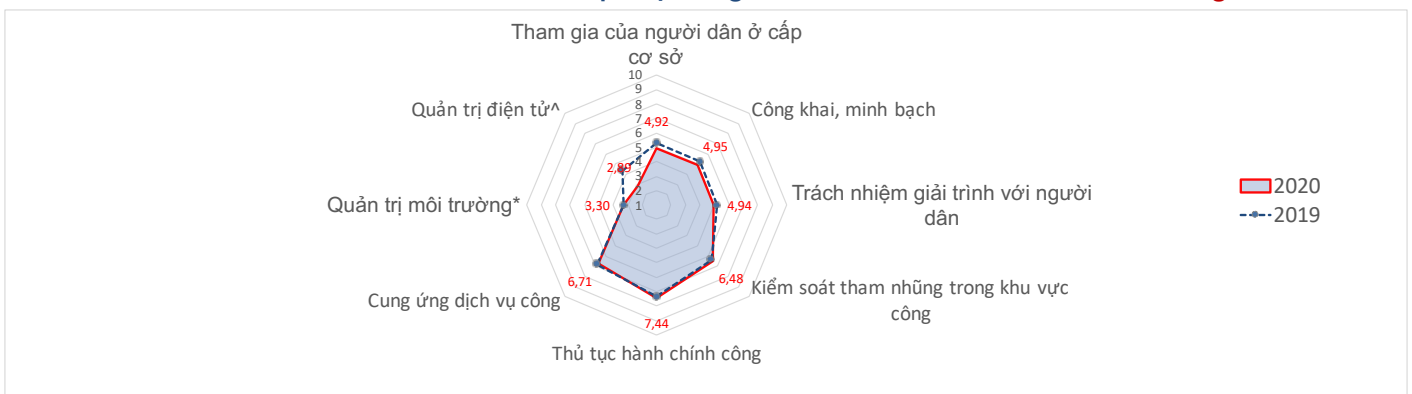 Tham gia của người dân ở cấp
cơ sở
10
9
8
7
6
5
4
3
2
1
4,92
Công khai, minh bạch
4,95
Trách nhiệm giải trình với người
dân
4,94
Kiểm soát tham nhũng trong khu vực
công
6,48
Thủ tục hành chính công
7,44
Cung ứng dịch vụ công
6,71
Quản trị môi trường*
3,30
Quản trị điện tử^
2,89
2020
2019